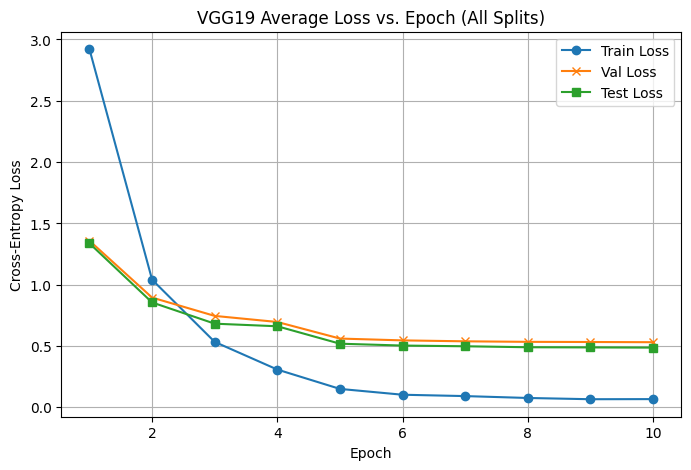 VGG19 Average Loss vs. Epoch (All Splits)
3.0
2.5
2.0
1.5
1.0
0.5
0.0
Cross-Entropy Loss
Train Loss
Val Loss
Test Loss
2 4 6 8 10
Epoch